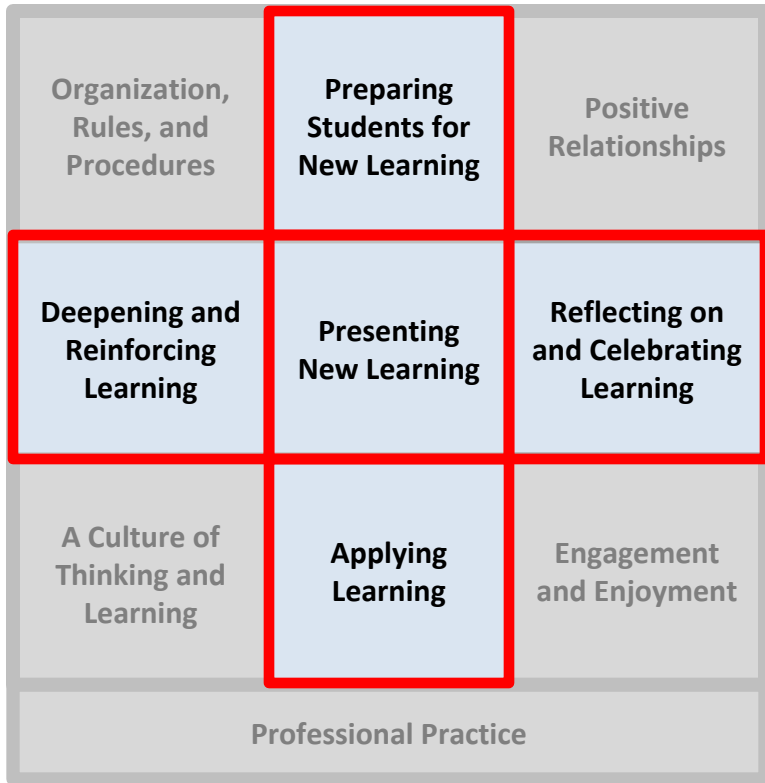 Organization,
Rules, and
Procedures
Preparing
Students for
New Learning
Positive
Relationships
Deepening and
Reinforcing
Learning
Presenting
New Learning
Reflecting on
and Celebrating
Learning
A Culture of
Thinking and
Learning
Applying
Learning
Engagement
and Enjoyment
Professional Practice